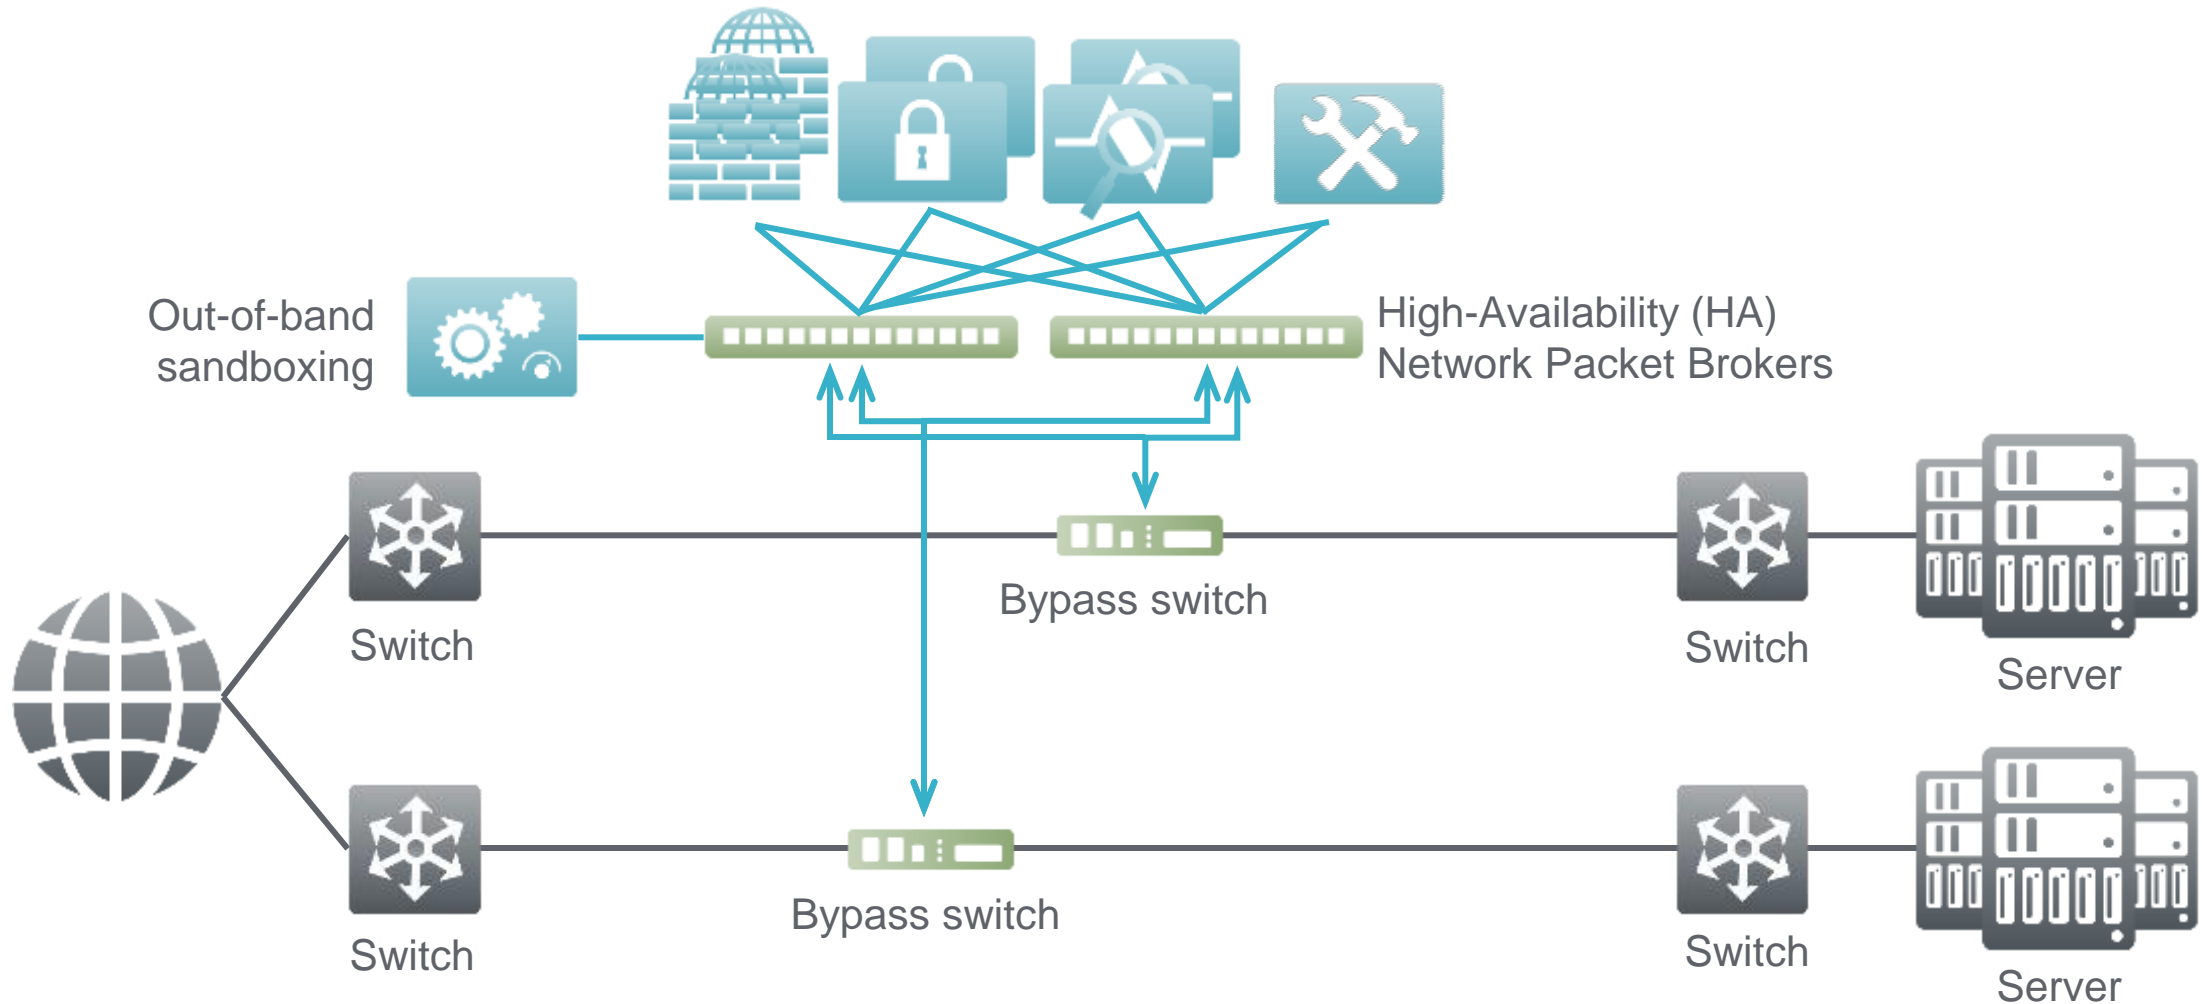 Out-of-band
sandboxing
High-Availability (HA)
Network Packet Brokers
Bypass switch
Switch
Switch
Server
Bypass switch
Switch
Switch
Server